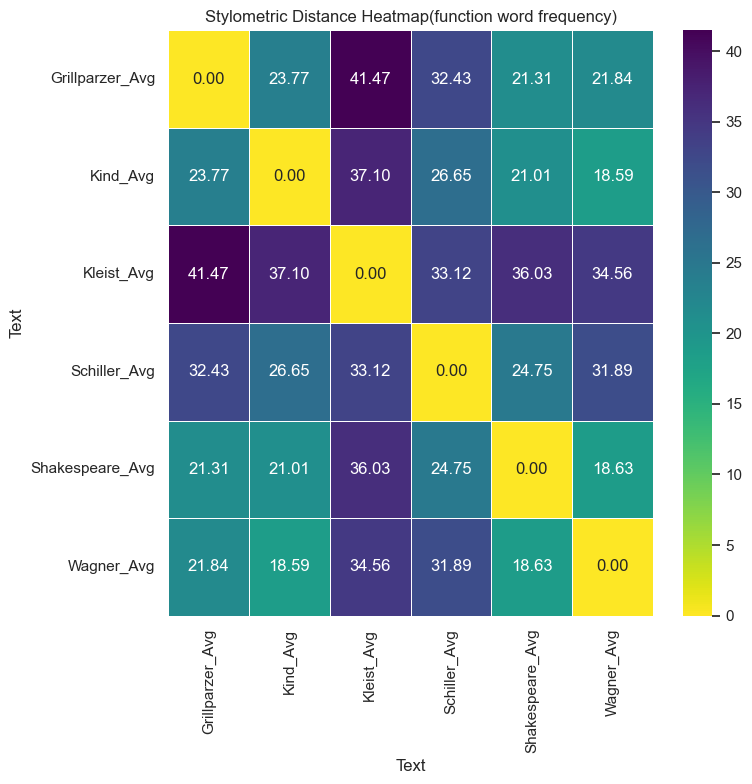 Stylometric Distance Heatmap(function word frequency)
Grillparzer_Avg 0.00 23.77 41.47 32.43 21.31 21.84
Kind_Avg 23.77 0.00 37.10 26.65 21.01 18.59
Kleist_Avg 41.47 37.10 0.00 33.12 36.03 34.56
Schiller_Avg 32.43 26.65 33.12 0.00 24.75 31.89
Shakespeare_Avg 21.31 21.01 36.03 24.75 0.00 18.63
Wagner_Avg 21.84 18.59 34.56 31.89 18.63 0.00
Text
Grillparzer_Avg
Kind_Avg
Kleist_Avg
Schiller_Avg
Shakespeare_Avg
Wagner_Avg
Text
40
35
30
25
20
15
10
5
0